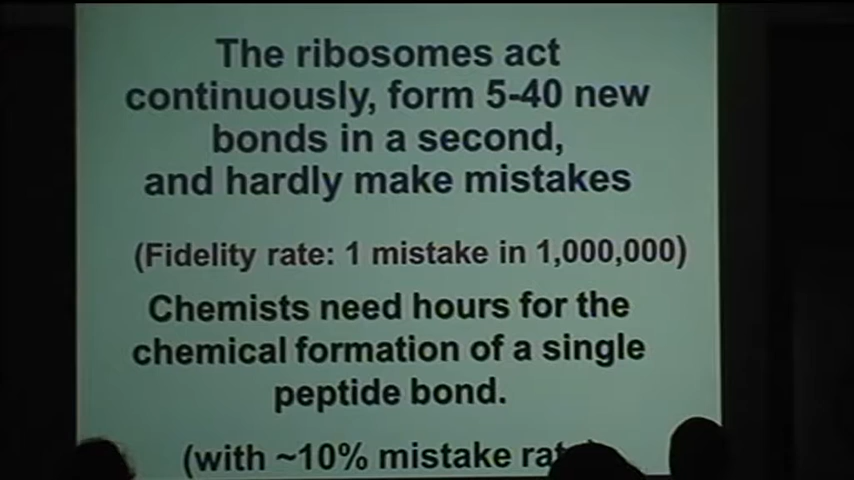 The ribosomes act
continuously, form 5-40 new
bonds in a second,
and hardly make mistakes
(Fidelity rate: 1 mistake in 1,000,000)
Chemists need hours for the
chemical formation of a single
peptide bond.
(with ~10% mistake